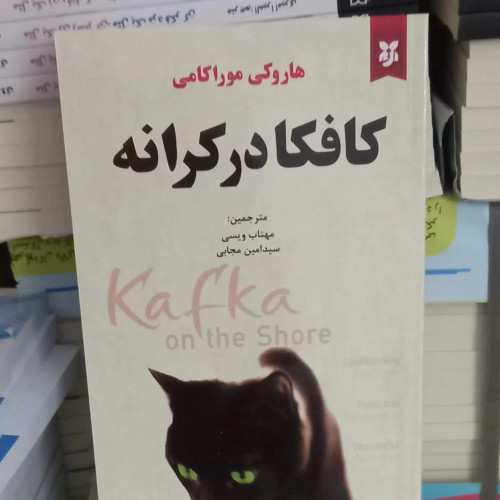 هاروکی موراکامی
کافکا در کرانه
مترجمین:
مهتاب ویسی
سیدامین مجابی
Kafka
on the Shore